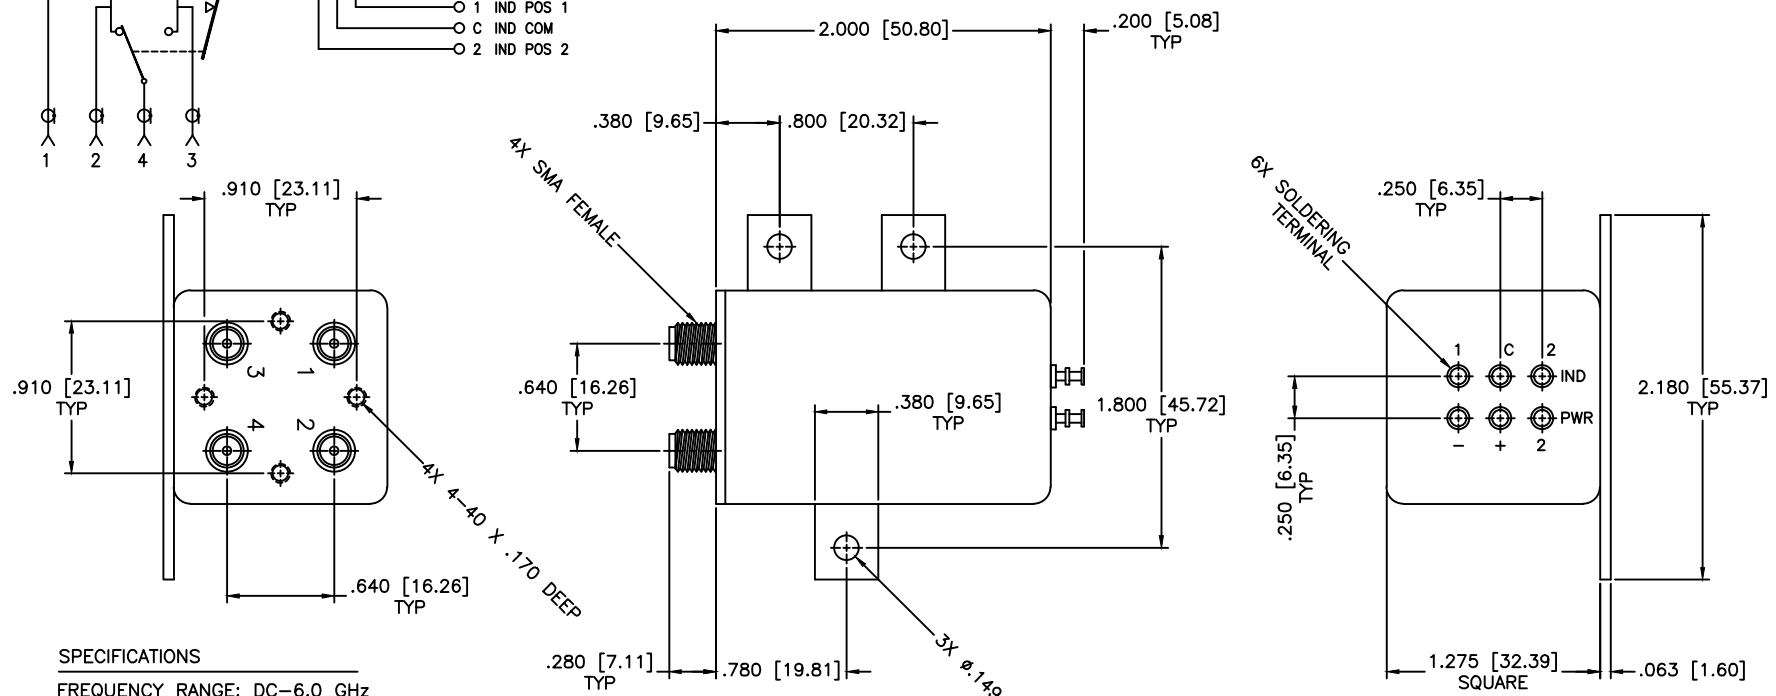 1 IND POS 1
C IND COM
2 IND POS 2
1 2 4 3
2.000 [50.80]
.200 [5.08]
TYP
.380 [9.65]
.800 [20.32]
4X SMA FEMALE
.910 [23.11]
TYP
6X SOLDERING
TERMINAL
.250 [6.35]
TYP
.910 [23.11]
TYP
3 1
4 2
4X 4-40 X .170 DEEP
.640 [16.26]
TYP
.640 [16.26]
TYP
.380 [9.65]
TYP
1.800 [45.72]
TYP
1 C 2
IND
PWR
- + 2
.250 [6.35]
TYP
2.180 [55.37]
TYP
.280 [7.11]
TYP
.780 [19.81]
3X ø.149
1.275 [32.39]
SQUARE
.063 [1.60]
SPECIFICATIONS
FREQUENCY RANGE: DC-6.0 GHz